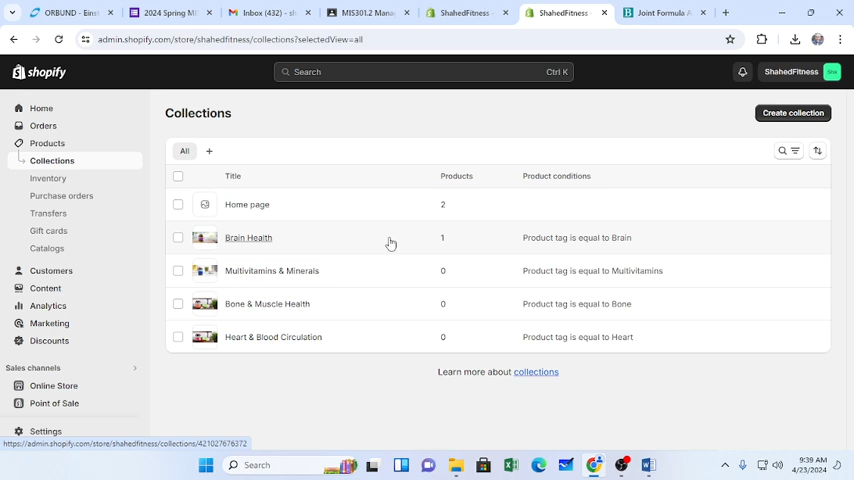 ORBUND - Einst
2024 Spring MI
Inbox (432) - sh
MIS301.2 Mana
ShahedFitness -
ShahedFitness -
Joint Formula A
admin.shopify.com/store/shahedfitness/collections?selectedView=all
shopify
Search
Ctrl K
ShahedFitness
Sha
Home
Orders
Products
Collections
Inventory
Purchase orders
Transfers
Gift cards
Catalogs
Customers
Content
Analytics
Marketing
Discounts
Sales channels
Online Store
Point of Sale
Settings
Collections
Create collection
All
Title Products Product conditions
Home page 2
Brain Health 1 Product tag is equal to Brain
Multivitamins & Minerals 0 Product tag is equal to Multivitamins
Bone & Muscle Health 0 Product tag is equal to Bone
Heart & Blood Circulation 0 Product tag is equal to Heart
Learn more about collections
https://admin.shopify.com/store/shahedfitness/collections/421027676372
Search
9:39 AM
4/23/2024